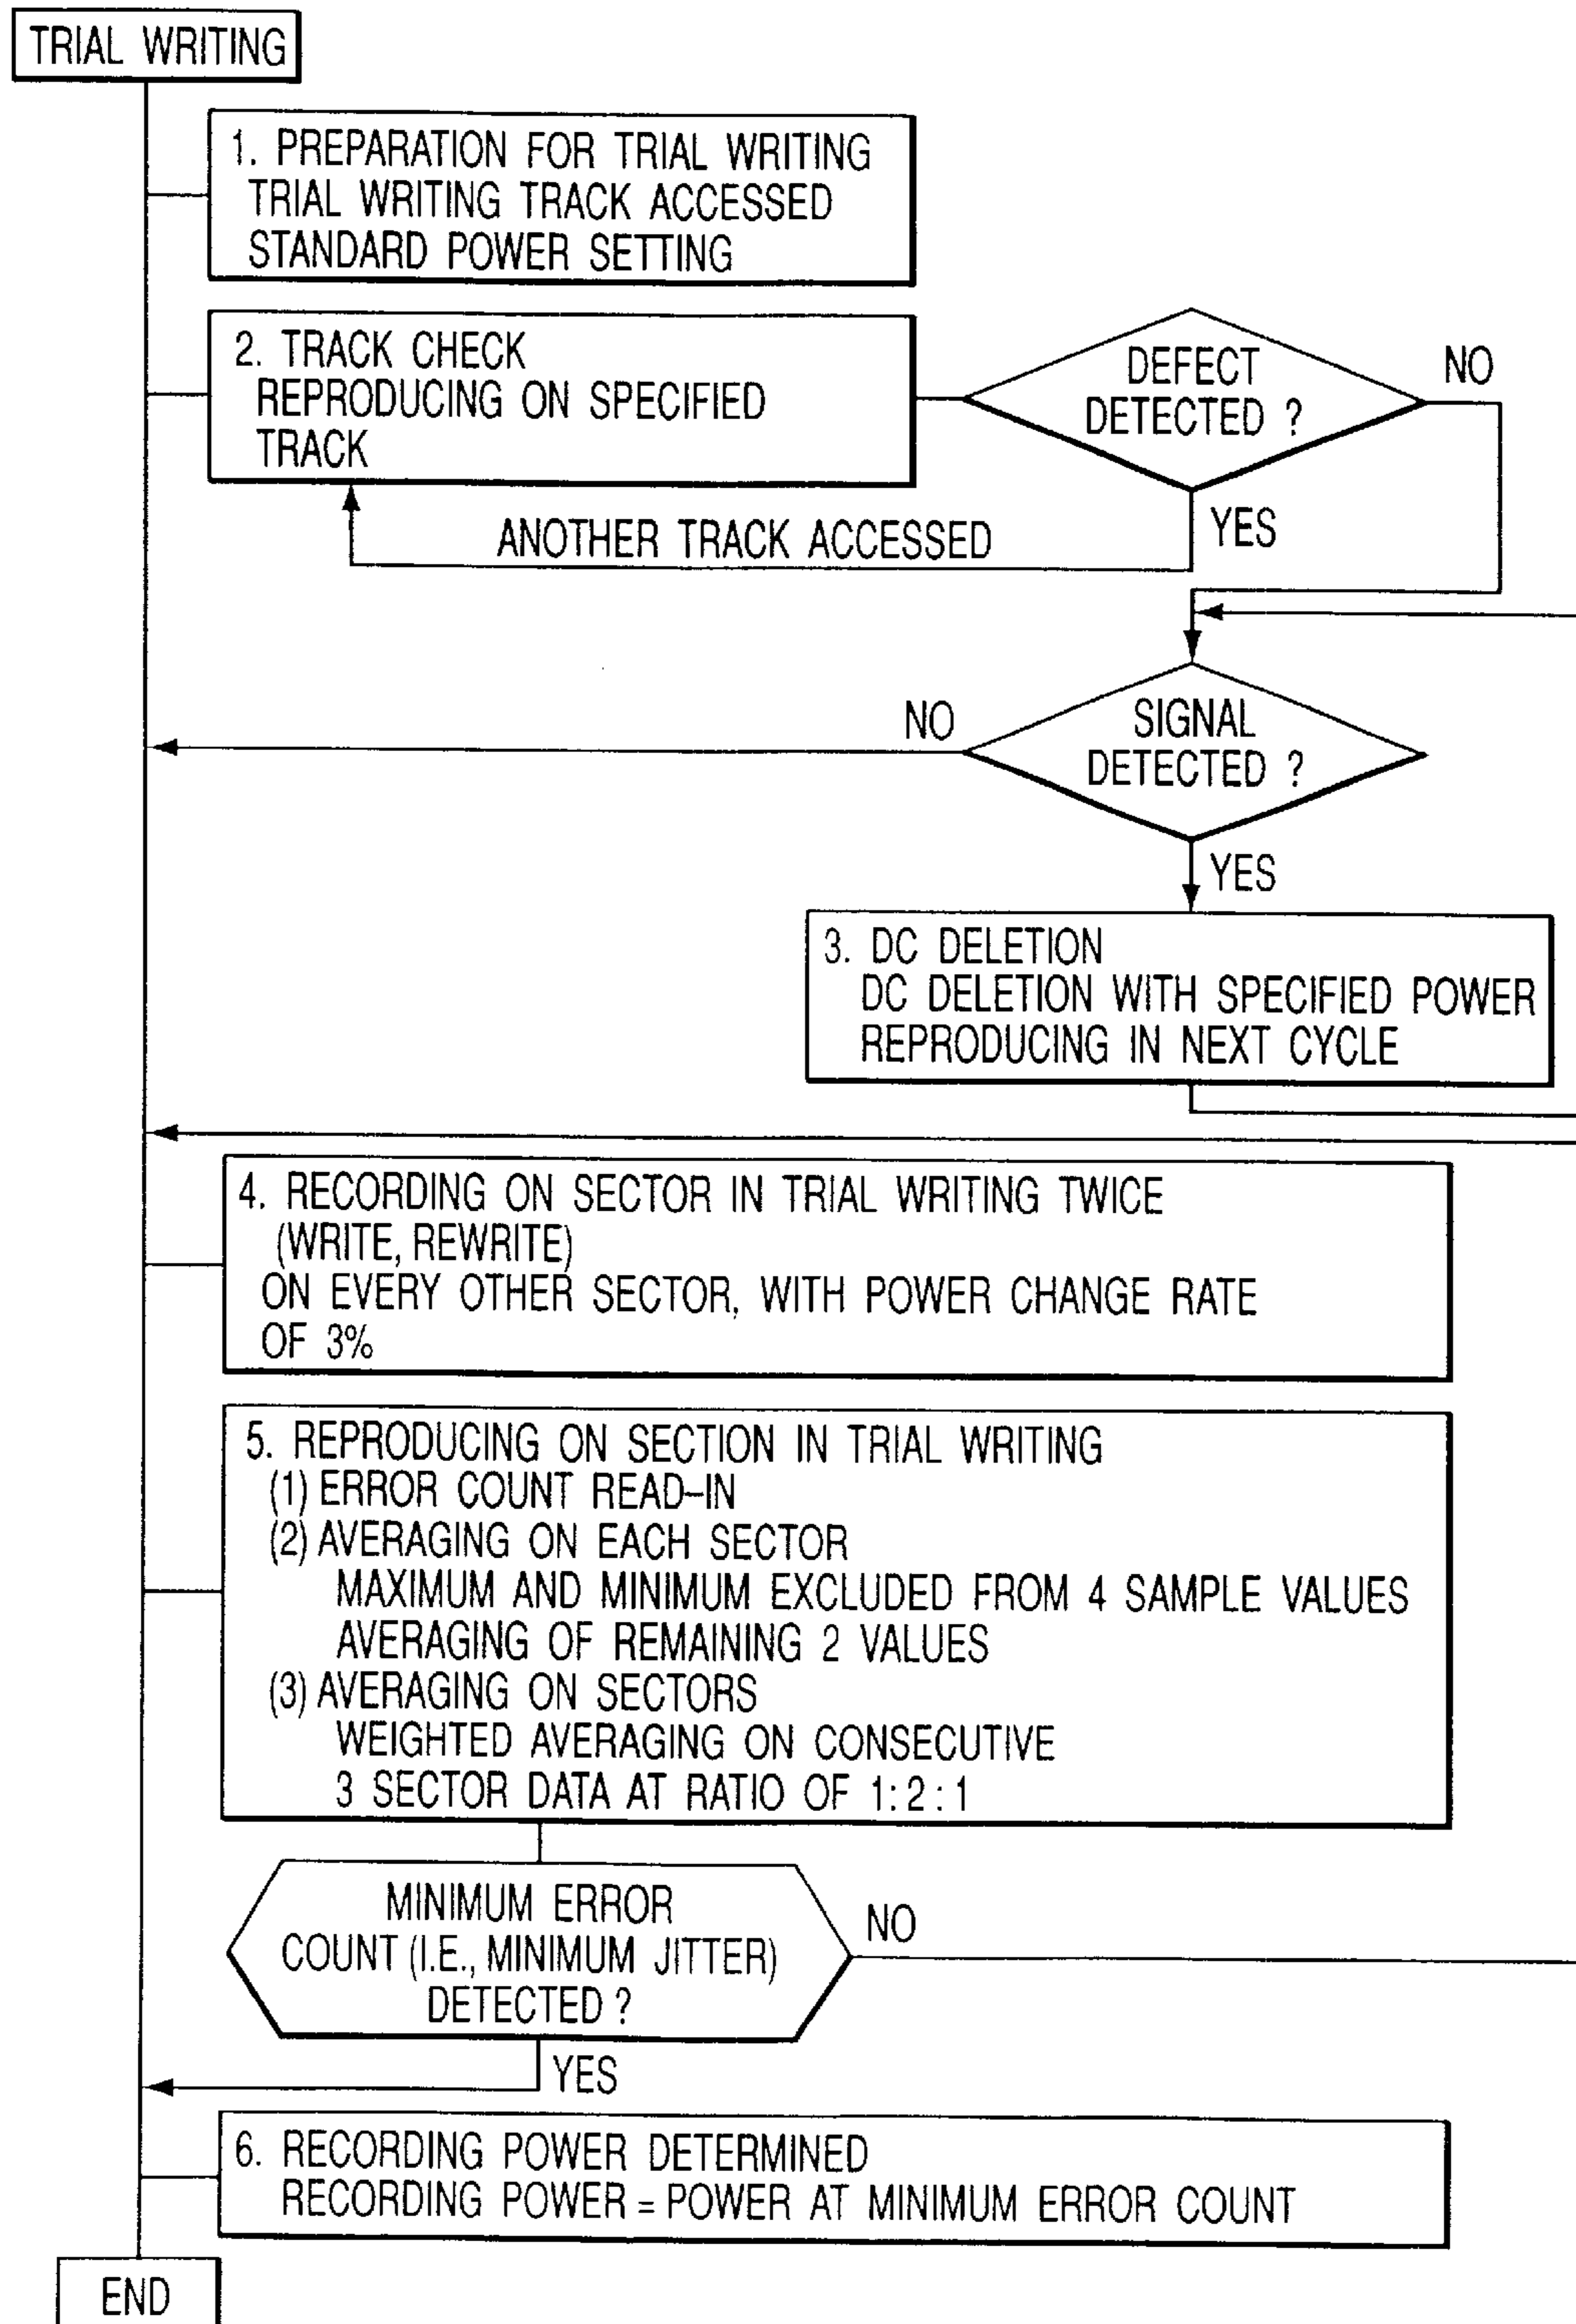 TRIAL WRITING
1. PREPARATION FOR TRIAL WRITING
TRIAL WRITING TRACK ACCESSED
STANDARD POWER SETTING
2. TRACK CHECK
REPRODUCING ON SPECIFIED
TRACK
DEFECT
DETECTED ?
NO
YES
ANOTHER TRACK ACCESSED
NO
SIGNAL
DETECTED ?
YES
3. DC DELETION
DC DELETION WITH SPECIFIED POWER
REPRODUCING IN NEXT CYCLE
4. RECORDING ON SECTOR IN TRIAL WRITING TWICE
(WRITE, REWRITE)
ON EVERY OTHER SECTOR, WITH POWER CHANGE RATE
OF 3%
5. REPRODUCING ON SECTION IN TRIAL WRITING
(1) ERROR COUNT READ-IN
(2) AVERAGING ON EACH SECTOR
MAXIMUM AND MINIMUM EXCLUDED FROM 4 SAMPLE VALUES
AVERAGING OF REMAINING 2 VALUES
(3) AVERAGING ON SECTORS
WEIGHTED AVERAGING ON CONSECUTIVE
3 SECTOR DATA AT RATIO OF 1:2:1
MINIMUM ERROR
COUNT (I.E., MINIMUM JITTER)
DETECTED ?
NO
YES
6. RECORDING POWER DETERMINED
RECORDING POWER = POWER AT MINIMUM ERROR COUNT
END